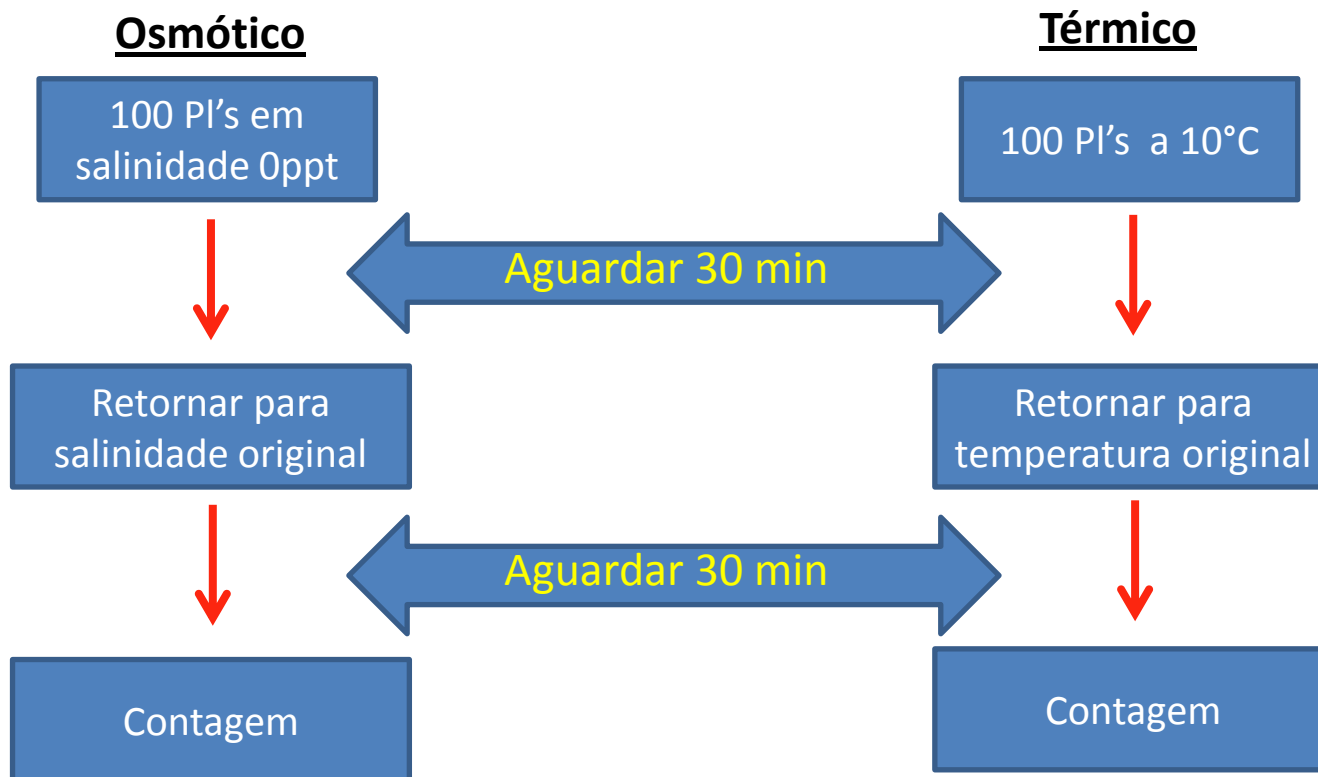 Osmótico
Térmico
100 Pl’s em
salinidade 0ppt
100 Pl’s a 10°C
Aguardar 30 min
Retornar para
salinidade original
Retornar para
temperatura original
Aguardar 30 min
Contagem
Contagem